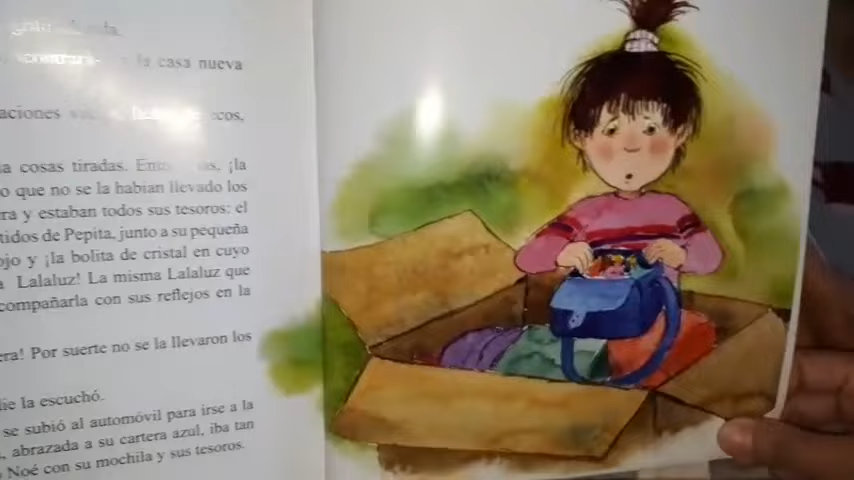 la casa nueva
aciones
cosas tiradas. ¡la
o que no se la habían llevado los
ra y estaban todos sus tesoros: el
tidos de Pepita, junto a su pequeña
ojo y ¡la bolita de cristal en cuyo
Lalaluz! La misma Lalaluz que
compañarla con sus reflejos en la
era! Por suerte no se la llevaron los
die la escuchó.
se subió al automóvil para irse a la
, abrazada a su cartera azul, iba tan
Noé con su mochila y sus tesoros.